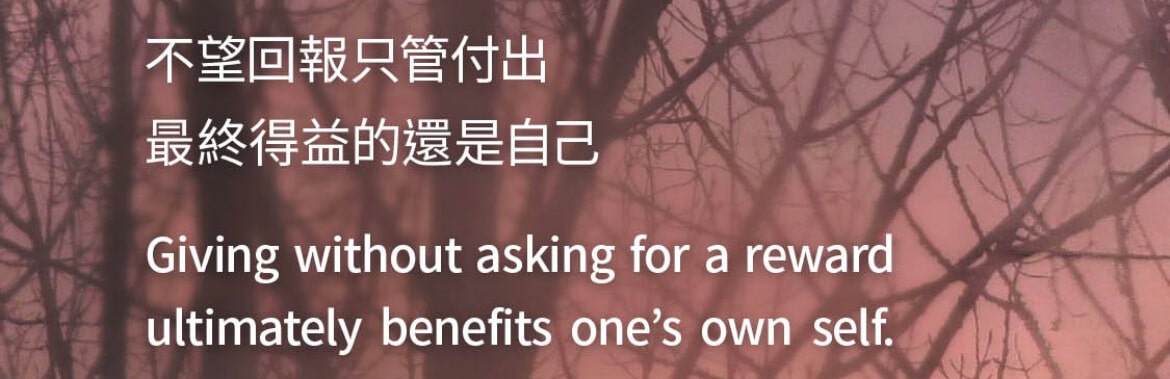 不望回報只管付出
最終得益的還是自己
Giving without asking for a reward
ultimately benefits one’s own self.